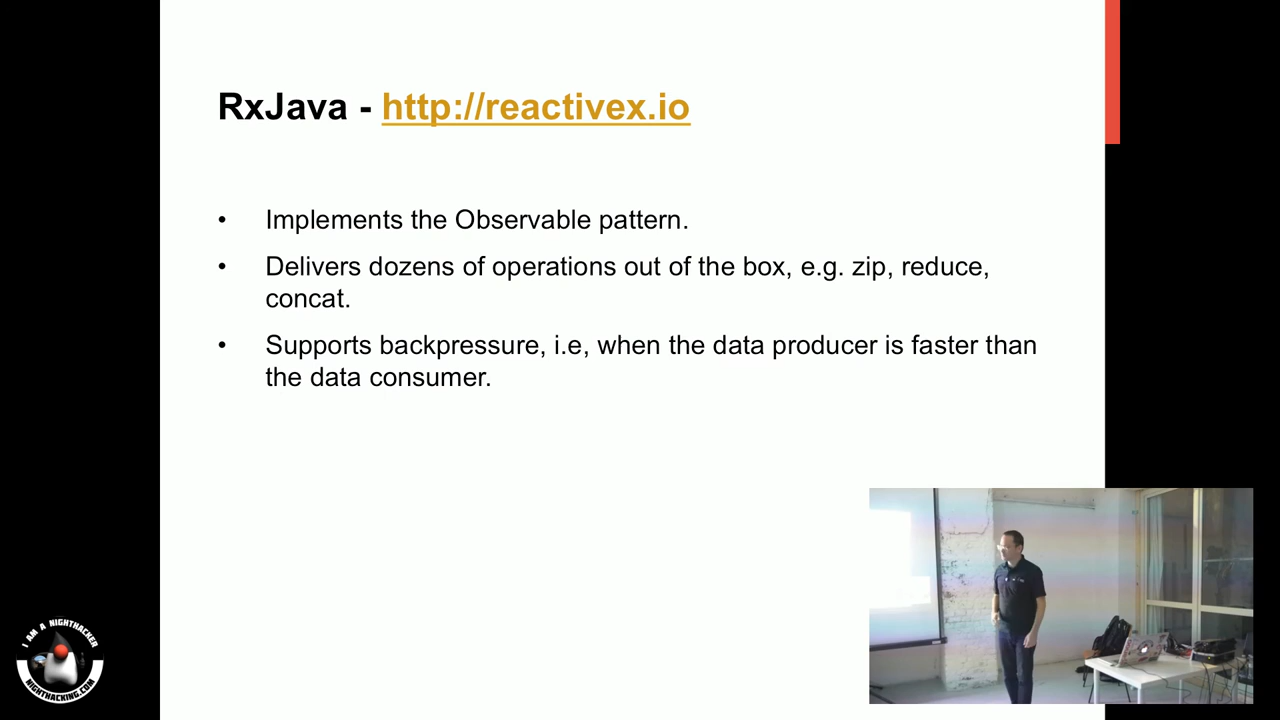 RxJava - http://reactivex.io
• Implements the Observable pattern.
• Delivers dozens of operations out of the box, e.g. zip, reduce,
concat.
• Supports backpressure, i.e, when the data producer is faster than
the data consumer.
I AM A NIGHTHACKER
NIGHTHACKING.COM